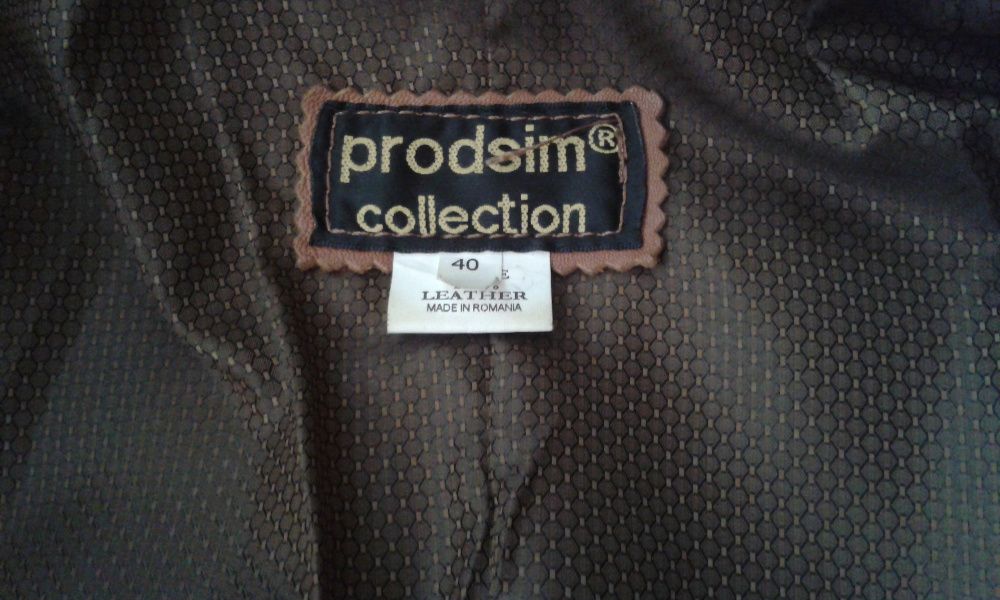 prodsim®
collection
40
E
LEATHER
MADE IN ROMANIA